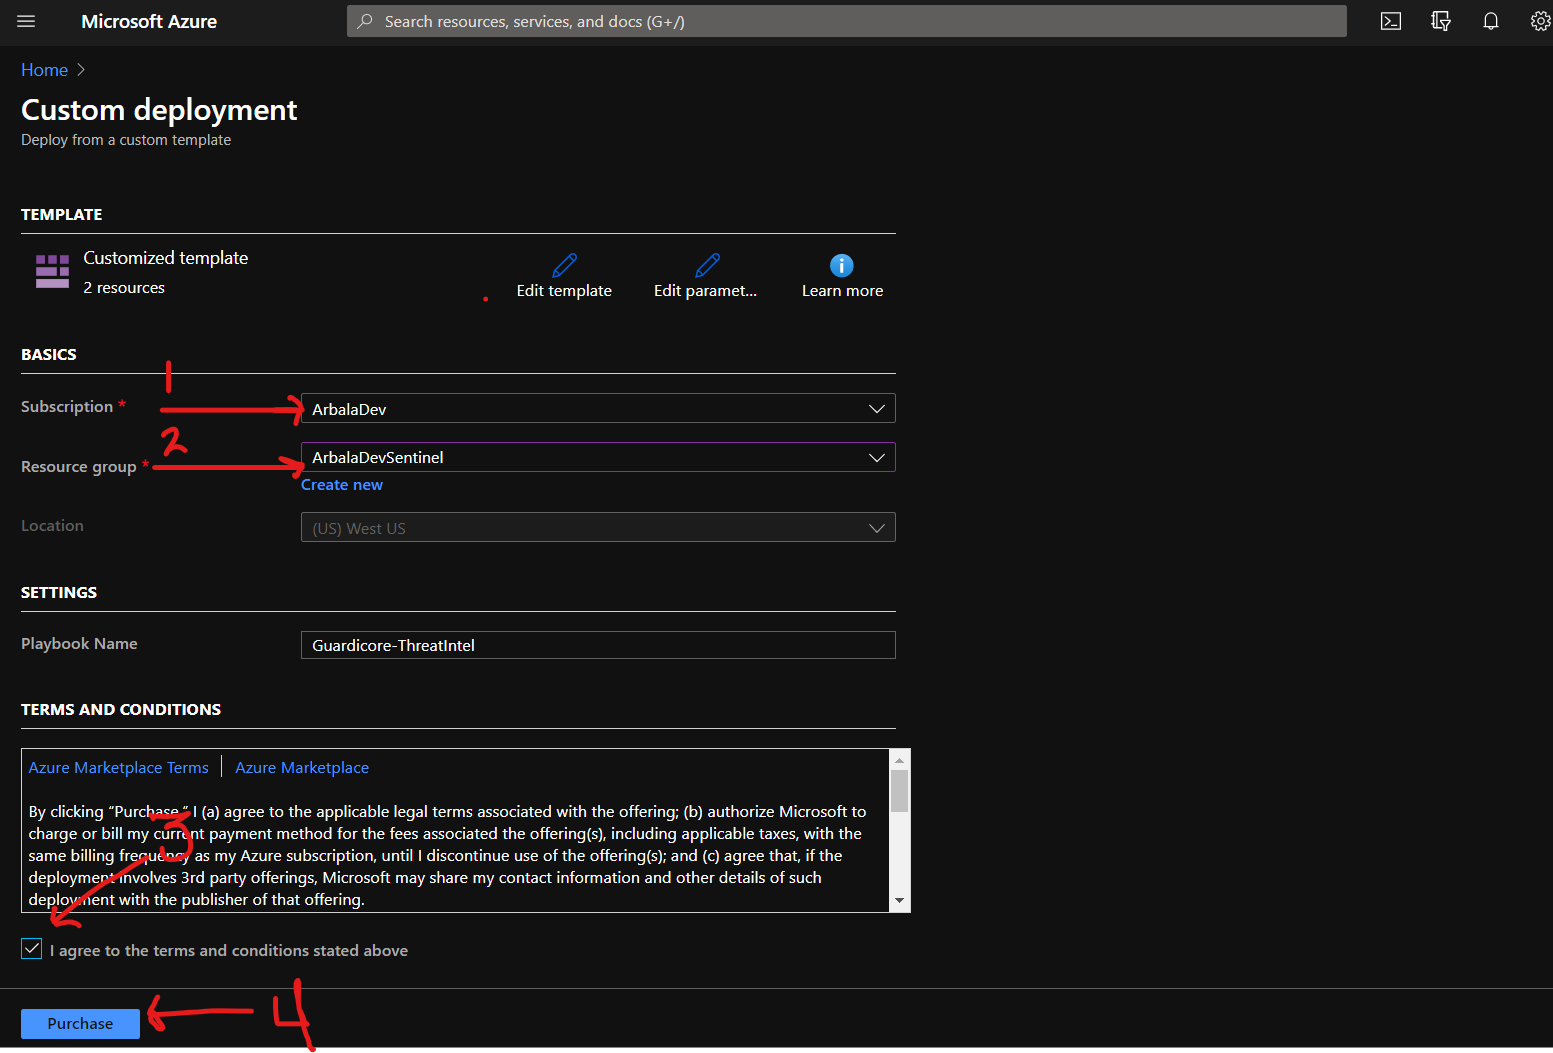 Microsoft Azure
Search resources, services, and docs (G+/)
Home
Custom deployment
Deploy from a custom template
TEMPLATE
Customized template
2 resources
Edit template
Edit paramet...
Learn more
BASICS
1
Subscription *
ArbalaDev
2
Resource group *
ArbalaDevSentinel
Create new
Location
(US) West US
SETTINGS
Playbook Name
Guardicore-ThreatIntel
TERMS AND CONDITIONS
Azure Marketplace Terms | Azure Marketplace
By clicking “Purchase,” I (a) agree to the applicable legal terms associated with the offering; (b) authorize Microsoft to
charge or bill my current payment method for the fees associated the offering(s), including applicable taxes, with the
same billing frequency as my Azure subscription, until I discontinue use of the offering(s); and (c) agree that, if the
deployment involves 3rd party offerings, Microsoft may share my contact information and other details of such
deployment with the publisher of that offering.
3
I agree to the terms and conditions stated above
Purchase
4